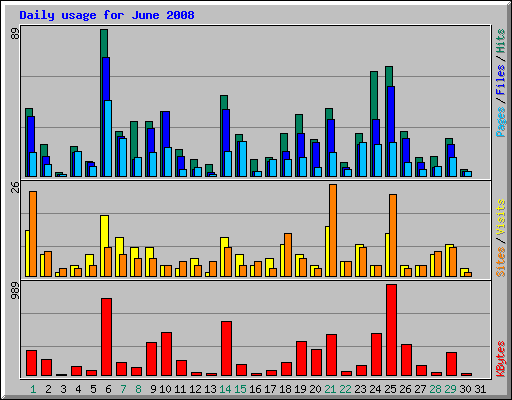 Daily usage for June 2008
89
Pages / Files / Hits
26
Sites / Visits
989
KBytes
1 2 3 4 5 6 7 8 9 10 11 12 13 14 15 16 17 18 19 20 21 22 23 24 25 26 27 28 29 30 31